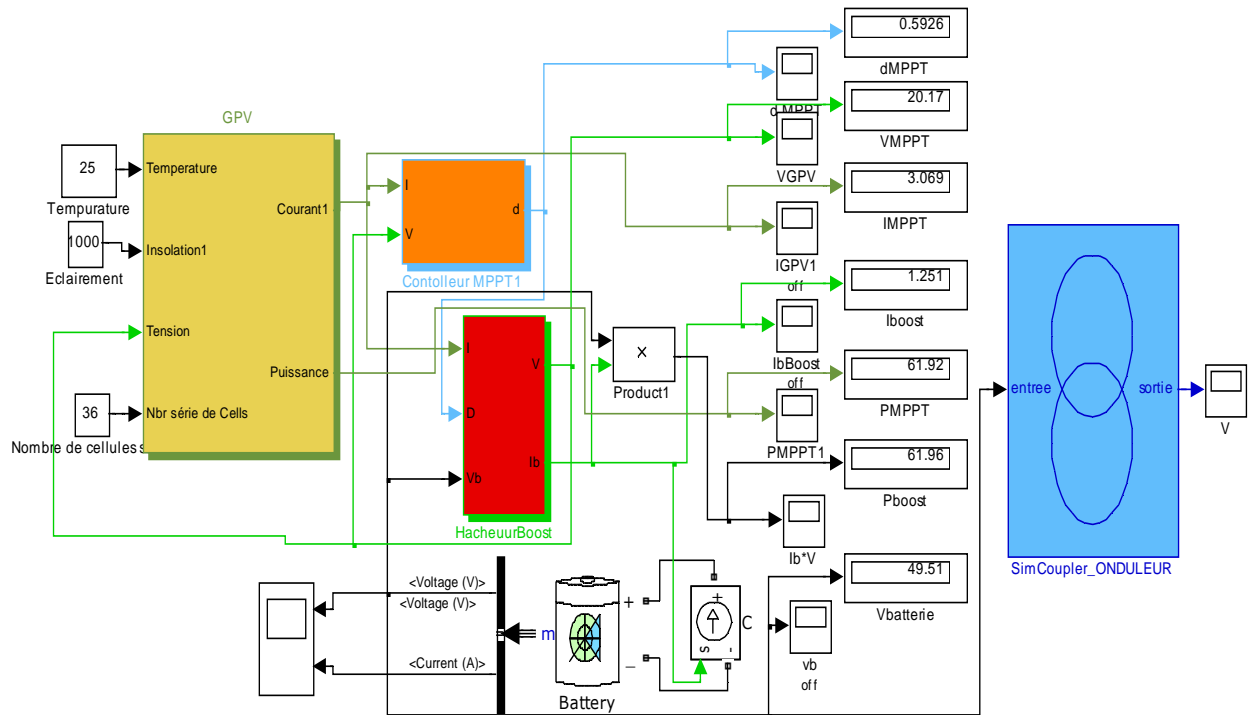 0.5926
dMPPT
d MPPT
20.17
VMPPT
VGPV
3.069
IMPPT
IGPV1
off
1.251
Iboost
IbBoost
off
61.92
PMPPT
PMPPT1
61.96
Pboost
Ib*V
49.51
Vbatterie
vb
off
GPV
25
Tempurature
1000
Eclairement
36
Nombre de cellules s
Temperature
Insolation1
Tension
Nbr série de Cells
Courant1
Puissance
I
V
d
Contolleur MPPT1
I
D
Vb
V
Ib
HacheuurBoost
x
Product1
entree
sortie
SimCoupler_ONDULEUR
V
<Voltage (V)>
<Voltage (V)>
<Current (A)>
m
+
_
Battery
+
s
-
C